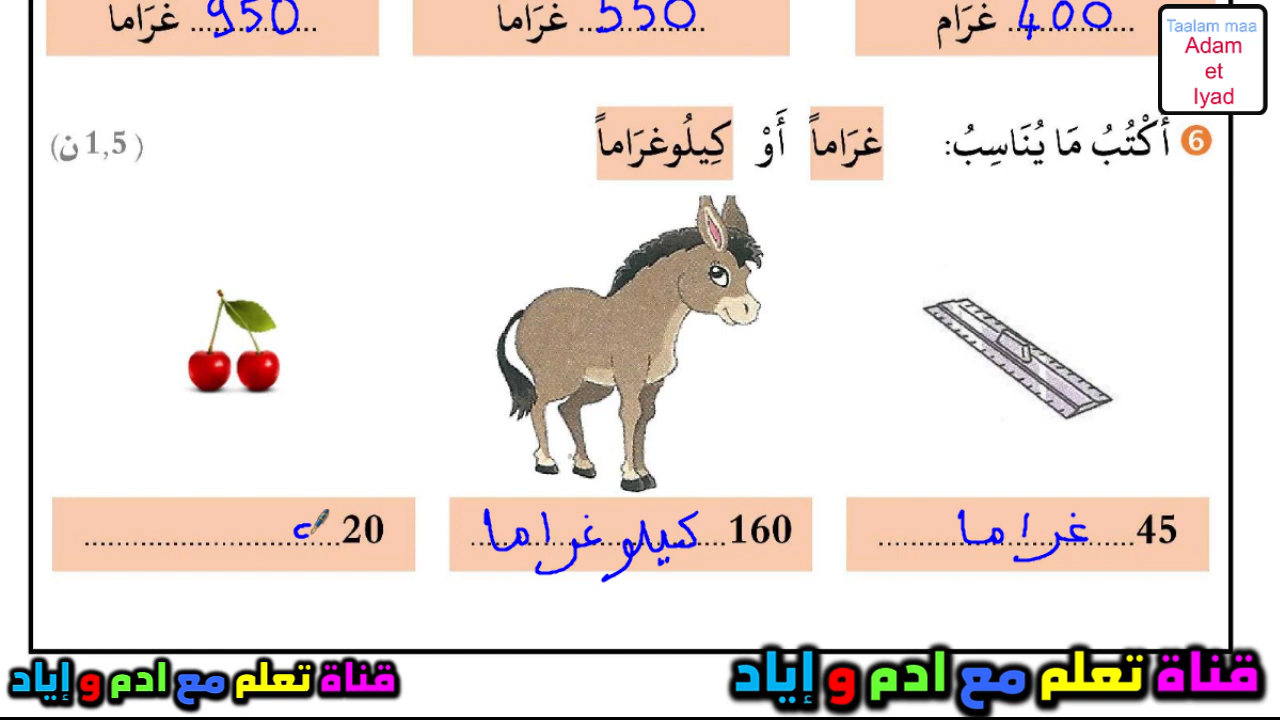 400 غرَام
550 غرَاما
950 غرَاما
Taalam maa
Adam
et
Iyad
6 أَكْتُبُ مَا يُنَاسِبُ: غرَاماً أَوْ كِيلُوغرَاماً (1,5 ن)
45 غراما
160 كيلوغراما
20
قناة تعلم مع ادم و إياد
قناة تعلم مع ادم و إياد